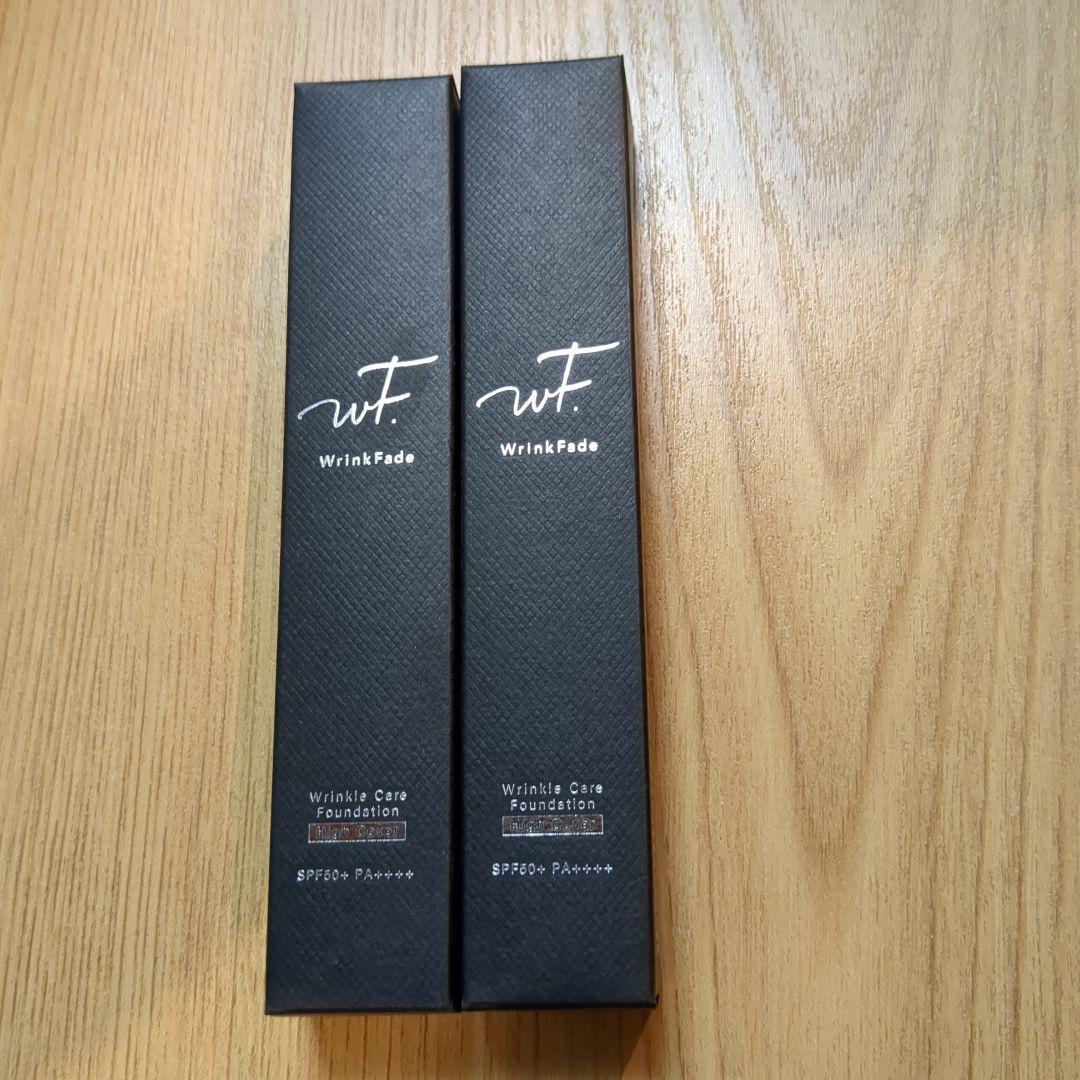 wF.
WrinkFade
Wrinkle Care
Foundation
High Cover
SPF50+ PA++++
wF.
WrinkFade
Wrinkle Care
Foundation
High Cover
SPF50+ PA++++